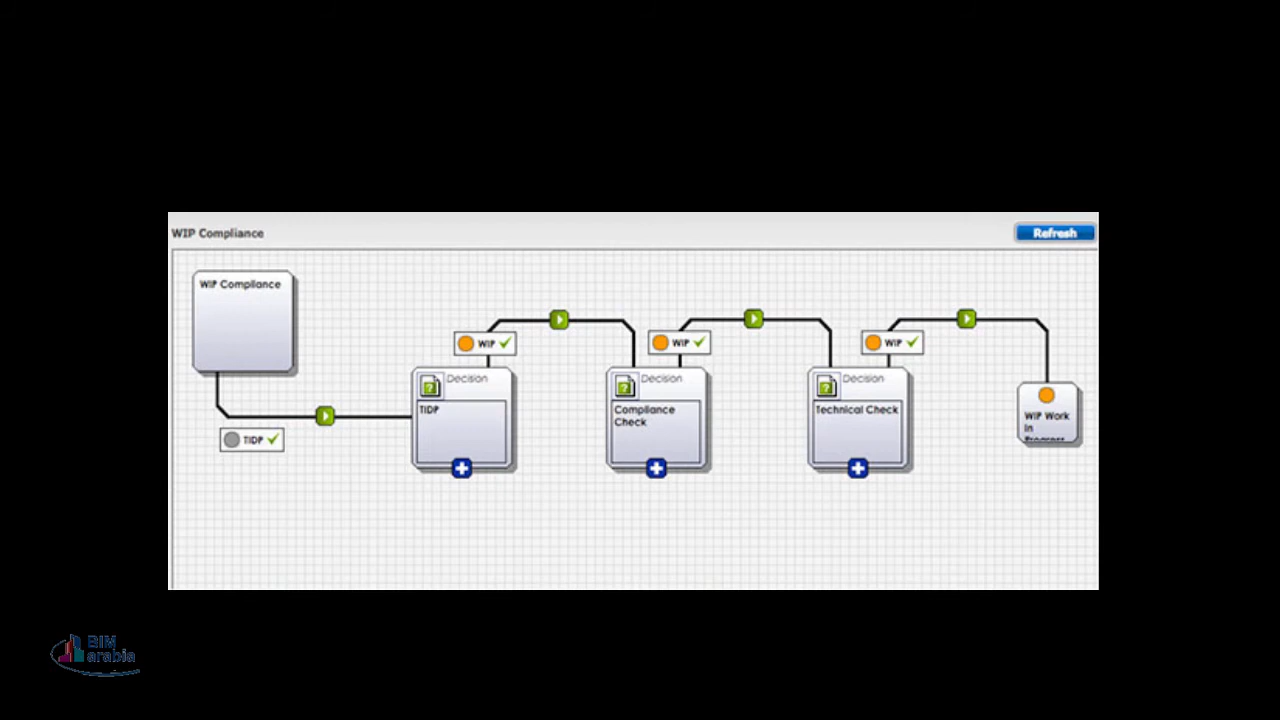 WIP Compliance
Refresh
WIP Compliance
WIP
WIP
WIP
Decision
Decision
Decision
TIDP
Compliance
Check
Technical Check
WIP Work
In
Progress
TIDP
BIM
arabia